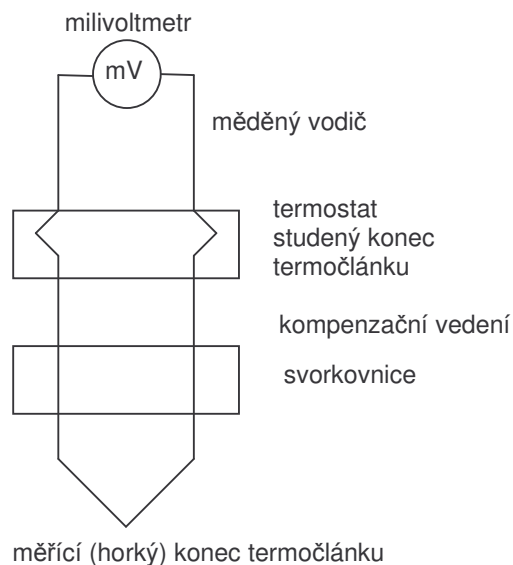 milivoltmetr
mV
měděný vodič
termostat
studený konec
termočlánku
kompenzační vedení
svorkovnice
měřící (horký) konec termočlánku